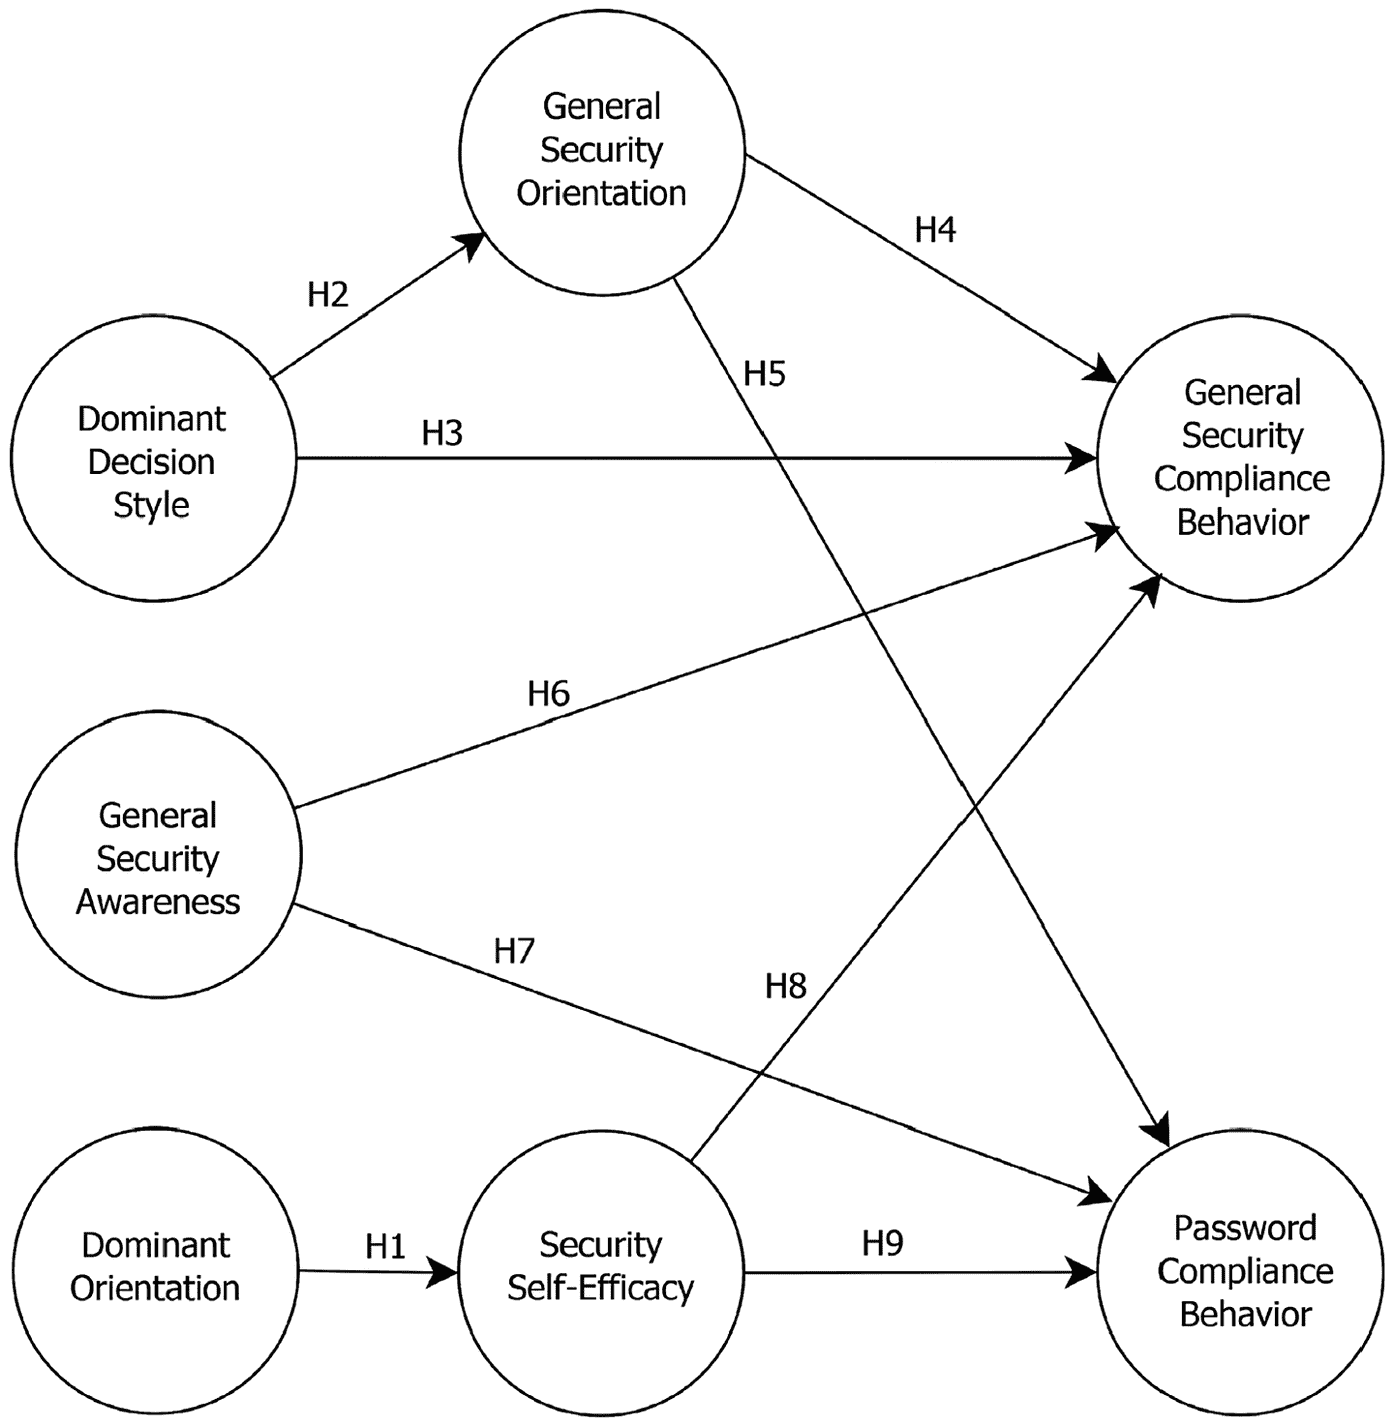 General
Security
Orientation
H4
H2
H5
Dominant
Decision
Style
H3
General
Security
Compliance
Behavior
H6
General
Security
Awareness
H7
H8
Dominant
Orientation
H1
Security
Self-Efficacy
H9
Password
Compliance
Behavior